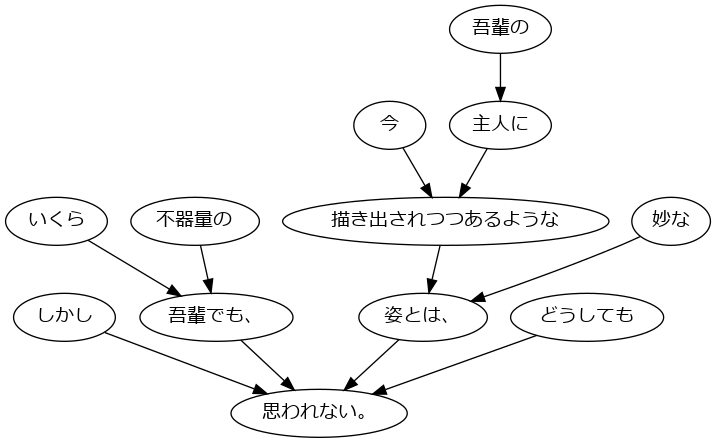 吾輩の
今
主人に
いくら
不器量の
描き出されつつあるような
妙な
しかし
吾輩でも、
姿とは、
どうしても
思われない。